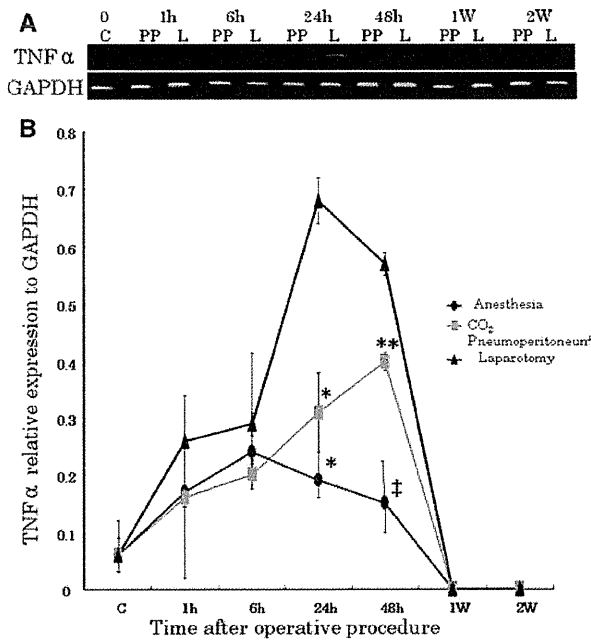 A
0 1h 6h 24h 48h 1W 2W
C PP L PP L PP L PP L PP L PP L
TNFα
GAPDH
B
0.8
0.7
0.6
0.5
0.4
0.3
0.2
0.1
0
TNFα relative expression to GAPDH
Anesthesia
CO₂
Pneumoperitoneum
Laparotomy
**
*
*
‡
C 1h 6h 24h 48h 1W 2W
Time after operative procedure